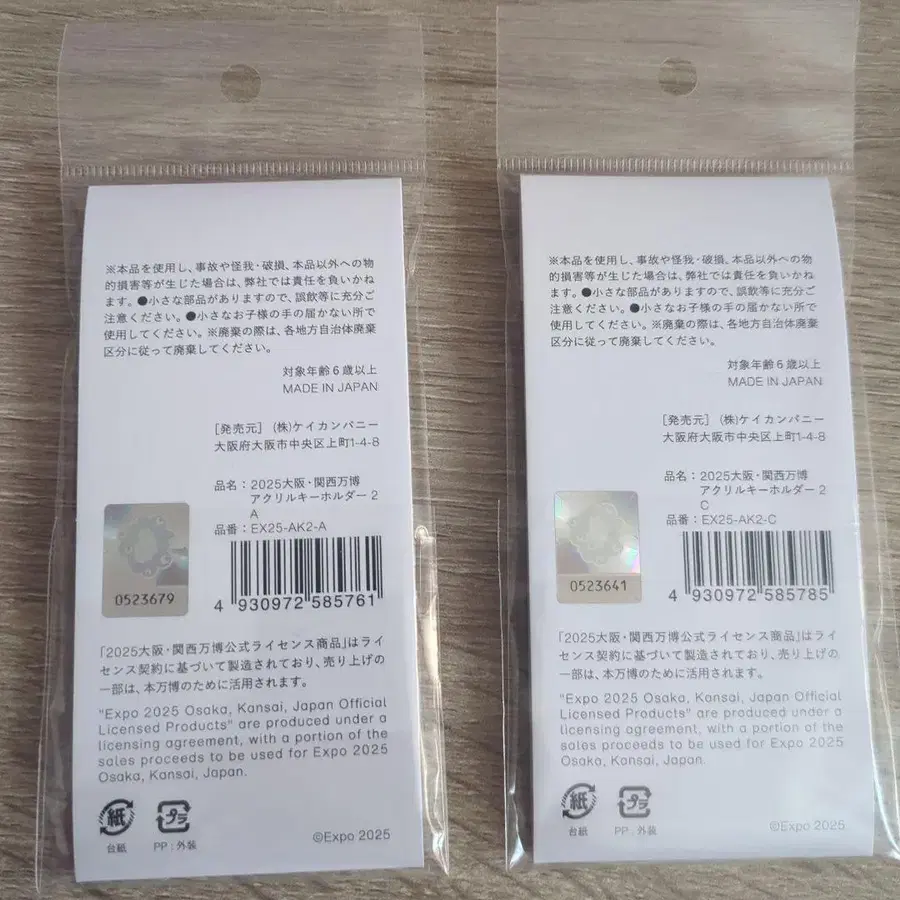 ※本品を使用し、事故や怪我・破損、本品以外への物
的損害等が生じた場合は、弊社では責任を負いかね
ます。●小さな部品がありますので、誤飲等に充分ご
注意ください。●小さなお子様の手の届かない所で
使用してください。※廃棄の際は、各地方自治体廃棄
区分に従って廃棄してください。
対象年齢6歳以上
MADE IN JAPAN
[発売元] (株)ケイカンパニー
大阪府大阪市中央区上町1-4-8
品名：2025大阪・関西万博
アクリルキーホルダー 2
A
品番：EX25-AK2-A
0523679
4 930972 585761
「2025大阪・関西万博公式ライセンス商品」はライ
センス契約に基づいて製造されており、売り上げの
一部は、本万博のために活用されます。
"Expo 2025 Osaka, Kansai, Japan Official
Licensed Products" are produced under a
licensing agreement, with a portion of the
sales proceeds to be used for Expo 2025
Osaka, Kansai, Japan.
紙
プラ
台紙
PP：外装
©Expo 2025
※本品を使用し、事故や怪我・破損、本品以外への物
的損害等が生じた場合は、弊社では責任を負いかね
ます。●小さな部品がありますので、誤飲等に充分ご
注意ください。●小さなお子様の手の届かない所で
使用してください。※廃棄の際は、各地方自治体廃棄
区分に従って廃棄してください。
対象年齢6歳以上
MADE IN JAPAN
[発売元] (株)ケイカンパニー
大阪府大阪市中央区上町1-4-8
品名：2025大阪・関西万博
アクリルキーホルダー 2
C
品番：EX25-AK2-C
0523641
4 930972 585785
「2025大阪・関西万博公式ライセンス商品」はライ
センス契約に基づいて製造されており、売り上げの
一部は、本万博のために活用されます。
"Expo 2025 Osaka, Kansai, Japan Official
Licensed Products" are produced under a
licensing agreement, with a portion of the
sales proceeds to be used for Expo 2025
Osaka, Kansai, Japan.
紙
プラ
台紙
PP：外装
©Expo 2025